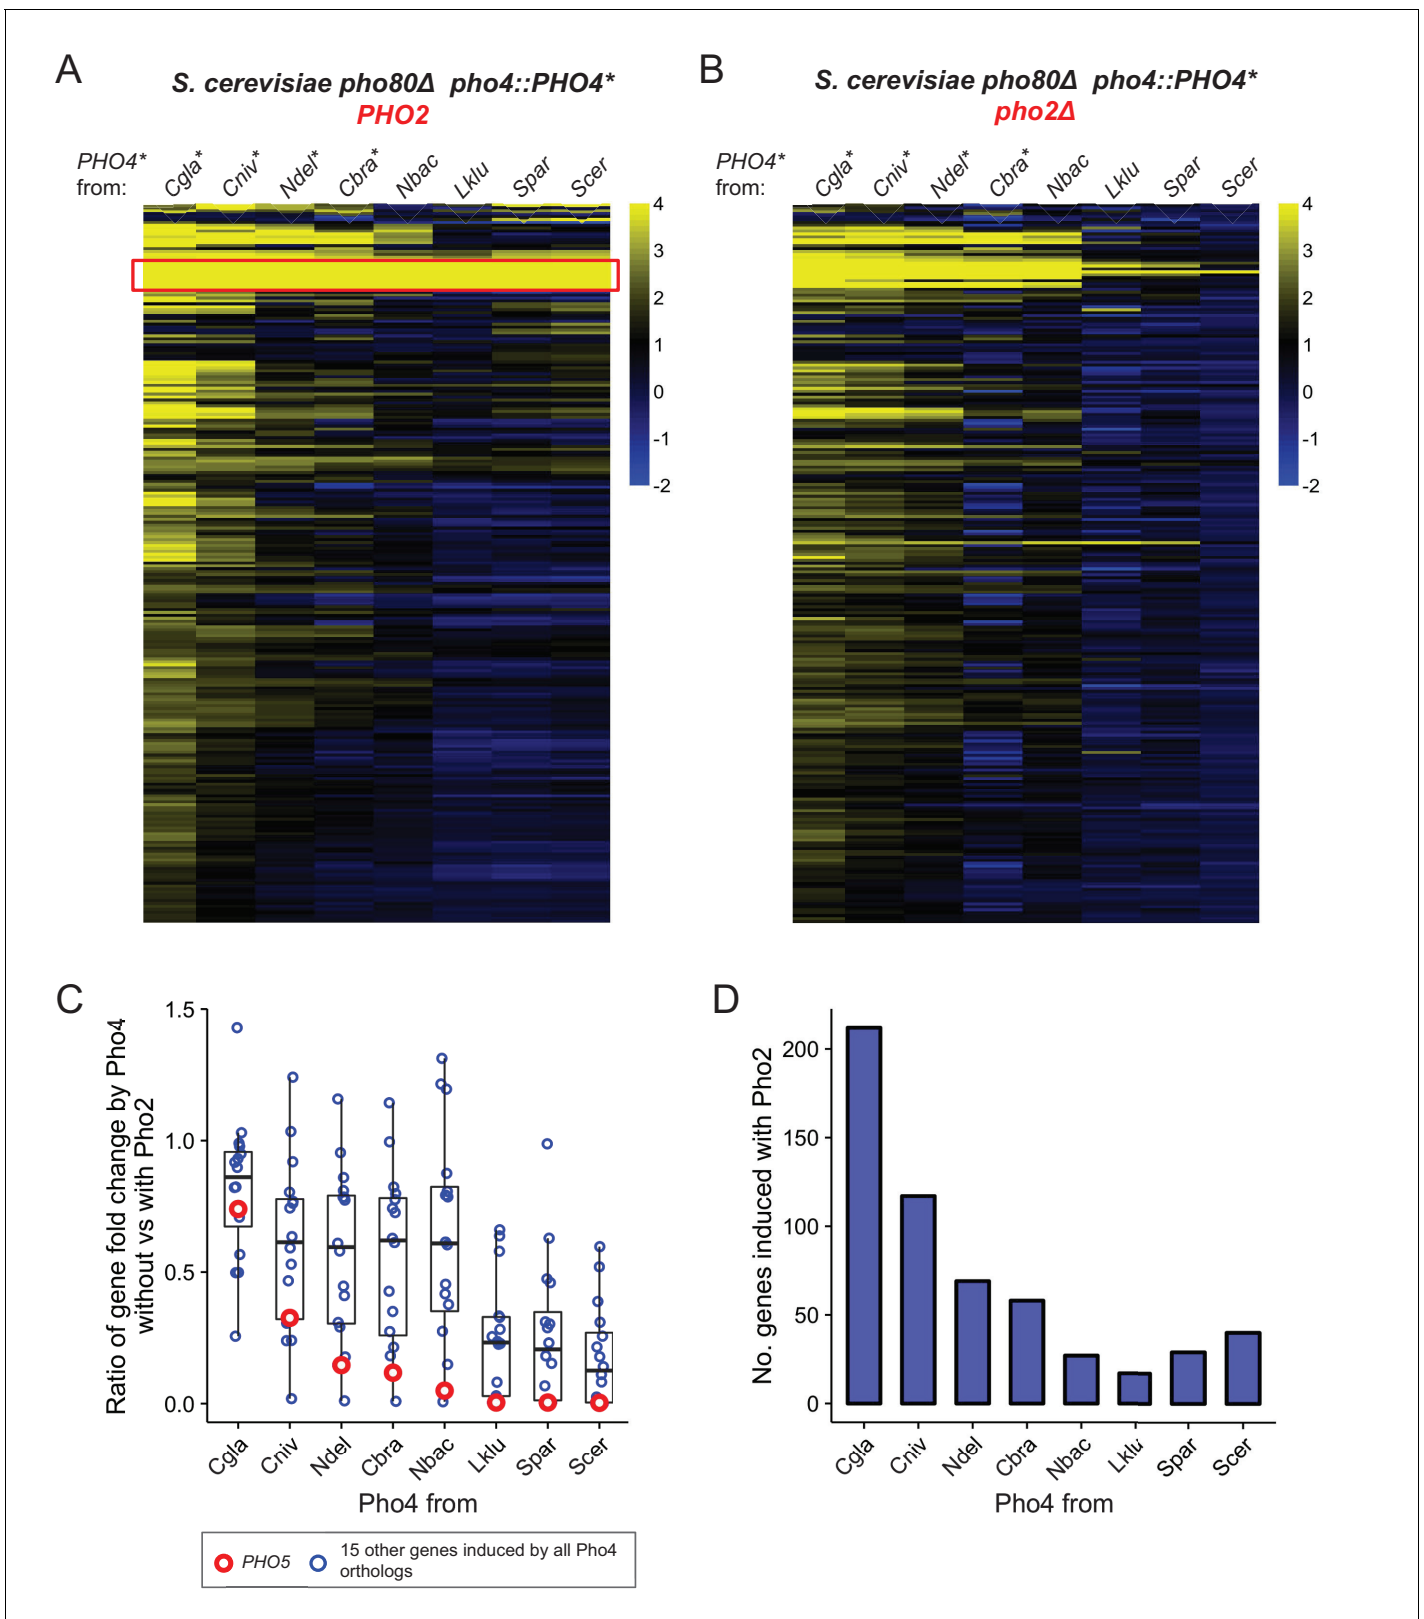 A
S. cerevisiae pho80Δ pho4::PHO4*
PHO2
PHO4*
from:
Cgla*
Cniv*
Ndel*
Cbra*
Nbac
Lklu
Spar
Scer
4
3
2
1
0
-1
-2
B
S. cerevisiae pho80Δ pho4::PHO4*
pho2Δ
PHO4*
from:
Cgla*
Cniv*
Ndel*
Cbra*
Nbac
Lklu
Spar
Scer
4
3
2
1
0
-1
-2
C
Ratio of gene fold change by Pho4
without vs with Pho2
1.5
1.0
0.5
0.0
Cgla
Cniv
Ndel
Cbra
Nbac
Lklu
Spar
Scer
Pho4 from
PHO5
15 other genes induced by all Pho4
orthologs
D
No. genes induced with Pho2
200
150
100
50
0
Cgla
Cniv
Ndel
Cbra
Nbac
Lklu
Spar
Scer
Pho4 from